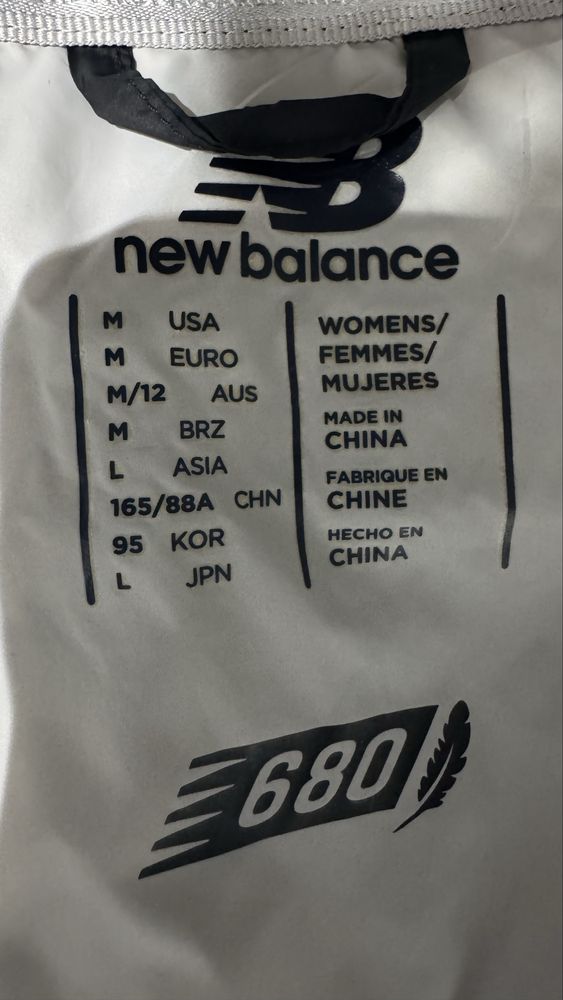 NB
new balance
M USA
M EURO
M/12 AUS
M BRZ
L ASIA
165/88A CHN
95 KOR
L JPN
WOMENS/
FEMMES/
MUJERES
MADE IN
CHINA
FABRIQUE EN
CHINE
HECHO EN
CHINA
680